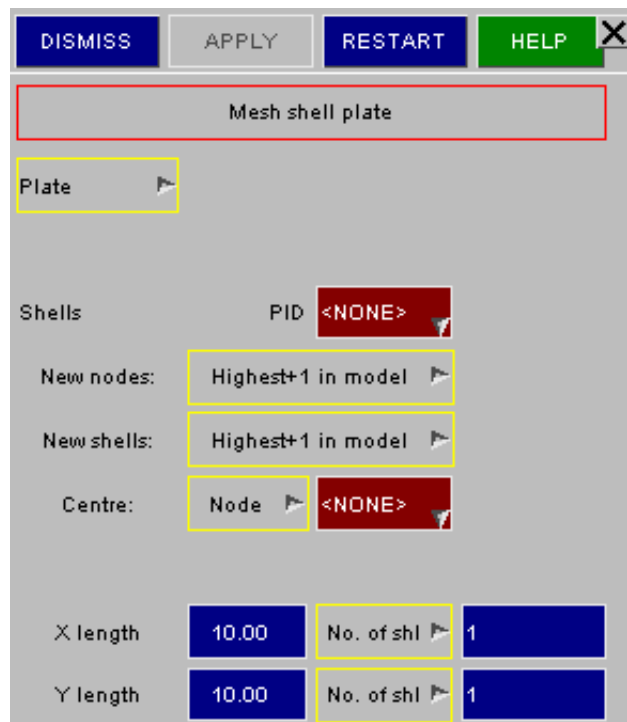 DISMISS APPLY RESTART HELP X
Mesh shell plate
Plate
Shells PID <NONE>
New nodes: Highest+1 in model
New shells: Highest+1 in model
Centre: Node <NONE>
X length 10.00 No. of shl 1
Y length 10.00 No. of shl 1